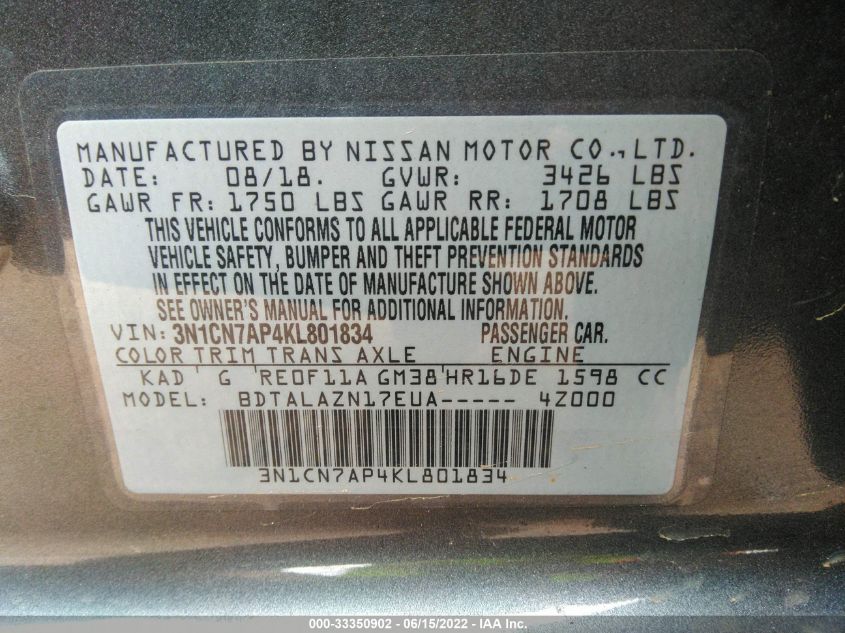 MANUFACTURED BY NISSAN MOTOR CO., LTD.
DATE: 08/18. GVWR: 3426 LBS
GAWR FR: 1750 LBS GAWR RR: 1708 LBS
THIS VEHICLE CONFORMS TO ALL APPLICABLE FEDERAL MOTOR
VEHICLE SAFETY, BUMPER AND THEFT PREVENTION STANDARDS
IN EFFECT ON THE DATE OF MANUFACTURE SHOWN ABOVE.
SEE OWNER'S MANUAL FOR ADDITIONAL INFORMATION.
VIN: 3N1CN7AP4KL801834 PASSENGER CAR.
COLOR TRIM TRANS AXLE ENGINE
KAD G RE0F11A GM38 HR16DE 1598 CC
MODEL: BDTALAZN17EUA----- 4Z000
3N1CN7AP4KL801834
000-33350902 - 06/15/2022 - IAA Inc.